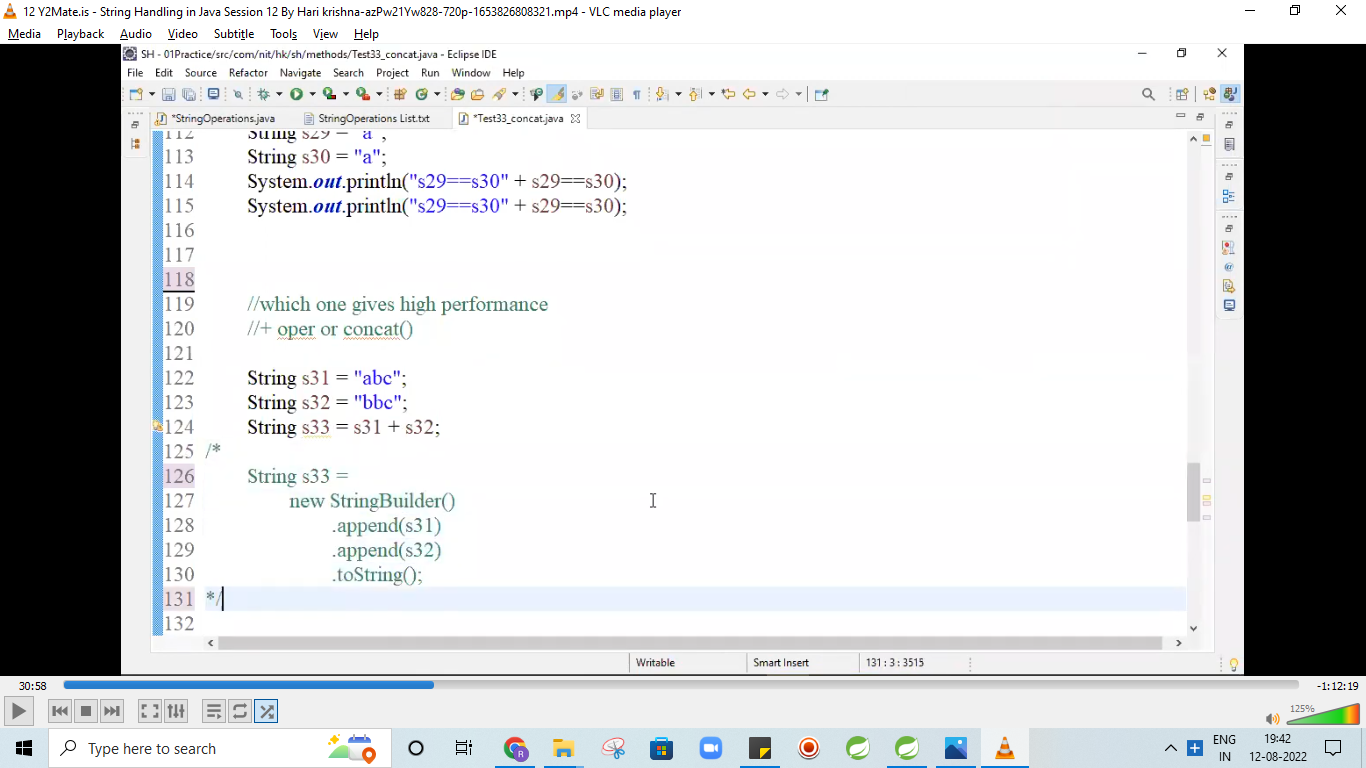 12 Y2Mate.is - String Handling in Java Session 12 By Hari krishna-azPw21Yw828-720p-1653826808321.mp4 - VLC media player
Media Playback Audio Video Subtitle Tools View Help
SH - 01Practice/src/com/nit/hk/sh/methods/Test33_concat.java - Eclipse IDE
File Edit Source Refactor Navigate Search Project Run Window Help
*StringOperations.java StringOperations List.txt *Test33_concat.java
112 String s29 = "a";
113 String s30 = "a";
114 System.out.println("s29==s30" + s29==s30);
115 System.out.println("s29==s30" + s29==s30);
116
117
118
119 //which one gives high performance
120 //+ oper or concat()
121
122 String s31 = "abc";
123 String s32 = "bbc";
124 String s33 = s31 + s32;
125 /*
126 String s33 =
127 new StringBuilder()
128 .append(s31)
129 .append(s32)
130 .toString();
131 */
132
Writable Smart Insert 131 : 3 : 3515
30:58 -1:12:19
125%
Type here to search
ENG 19:42
IN 12-08-2022